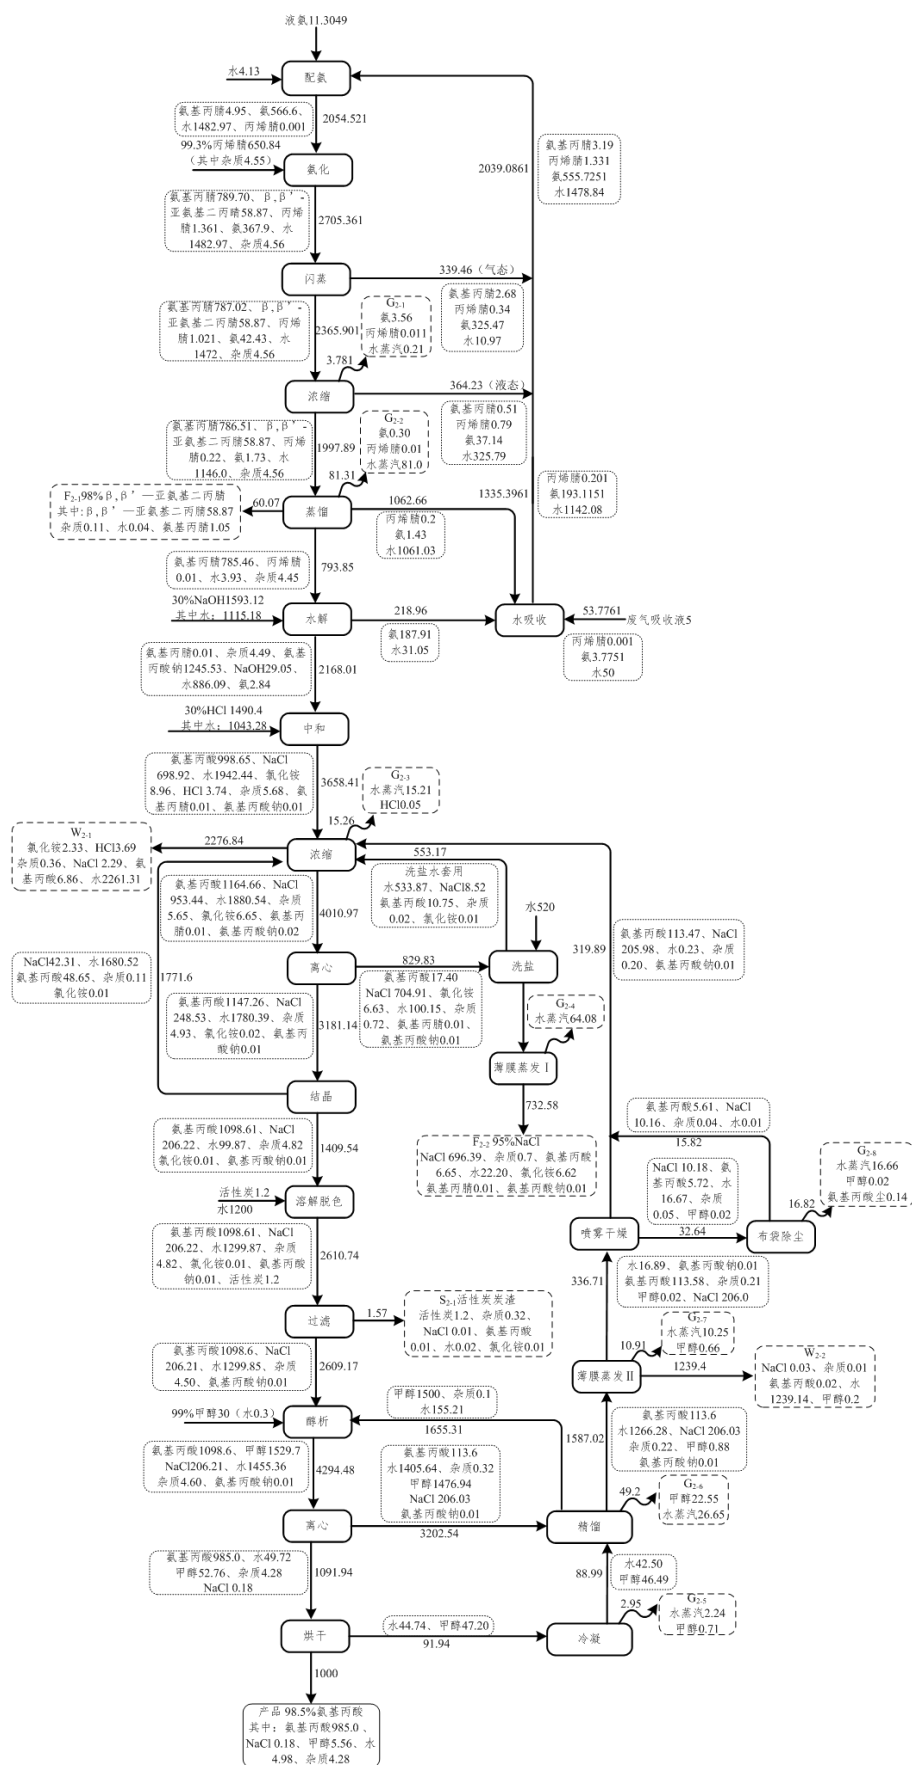 液氨11.3049
水4.13
配氨
氨基丙腈4.95、氨566.6、
水1482.97、丙烯腈0.001
2054.521
99.3%丙烯腈650.84
（其中杂质4.55）
氨化
2039.0861
氨基丙腈3.19
丙烯腈1.331
氨555.7251
水1478.84
氨基丙腈789.70、β,β′-
亚氨基二丙晴58.87、丙烯
腈1.361、氨367.9、水
1482.97、杂质4.56
2705.361
闪蒸
339.46（气态）
氨基丙腈2.68
丙烯腈0.34
氨325.47
水10.97
氨基丙腈787.02、β,β′-
亚氨基二丙腈58.87、丙烯
腈1.021、氨42.43、水
1472、杂质4.56
2365.901
G2-1
氨3.56
丙烯腈0.011
水蒸汽0.21
3.781
浓缩
364.23（液态）
氨基丙腈0.51
丙烯腈0.79
氨37.14
水325.79
氨基丙腈786.51、β,β′-
亚氨基二丙腈58.87、丙烯
腈0.22、氨1.73、水
1146.0、杂质4.56
1997.89
G2-2
氨0.30
丙烯腈0.01
水蒸汽81.0
81.31
F2-1 98%β,β′—亚氨基二丙腈
其中:β,β′—亚氨基二丙腈58.87
杂质0.11、水0.04、氨基丙腈1.05
60.07
蒸馏
1062.66
丙烯腈0.2
氨1.43
水1061.03
1335.3961
丙烯腈0.201
氨193.1151
水1142.08
氨基丙腈785.46、丙烯腈
0.01、水3.93、杂质4.45
793.85
30%NaOH1593.12
其中水：1115.18
水解
218.96
氨187.91
水31.05
水吸收
53.7761
废气吸收液5
丙烯腈0.001
氨3.7751
水50
氨基丙腈0.01、杂质4.49、氨基
丙酸钠1245.53、NaOH29.05、
水886.09、氨2.84
2168.01
30%HCl 1490.4
其中水：1043.28
中和
氨基丙酸998.65、NaCl
698.92、水1942.44、氯化铵
8.96、HCl 3.74、杂质5.68、氨
基丙腈0.01、氨基丙酸钠0.01
3658.41
G2-3
水蒸汽15.21
HCl0.05
15.26
W2-1
氯化铵2.33、HCl3.69
杂质0.36、NaCl 2.29、氨
基丙酸6.86、水2261.31
2276.84
浓缩
553.17
洗盐水套用
水533.87、NaCl8.52
氨基丙酸10.75、杂质
0.02、氯化铵0.01
水520
氨基丙酸1164.66、NaCl
953.44、水1880.54、杂质
5.65、氯化铵6.65、氨基丙
腈0.01、氨基丙酸钠0.02
4010.97
319.89
氨基丙酸113.47、NaCl
205.98、水0.23、杂质
0.20、氨基丙酸钠0.01
NaCl42.31、水1680.52
氨基丙酸48.65、杂质0.11
氯化铵0.01
1771.6
离心
829.83
洗盐
氨基丙酸17.40
NaCl 704.91、氯化铵
6.63、水100.15、杂质
0.72、氨基丙腈0.01、
氨基丙酸钠0.01
氨基丙酸1147.26、NaCl
248.53、水1780.39、杂质
4.93、氯化铵0.02、氨基丙
酸钠0.01
3181.14
G2-4
水蒸汽64.08
薄膜蒸发Ⅰ
732.58
结晶
氨基丙酸1098.61、NaCl
206.22、水99.87、杂质4.82
氯化铵0.01、氨基丙酸钠0.01
1409.54
F2-2 95%NaCl
NaCl 696.39、杂质0.7、氨基丙酸
6.65、水22.20、氯化铵6.62
氨基丙腈0.01、氨基丙酸钠0.01
氨基丙酸5.61、NaCl
10.16、杂质0.04、水0.01
15.82
G2-8
水蒸汽16.66
甲醇0.02
氨基丙酸尘0.14
NaCl 10.18、氨
基丙酸5.72、水
16.67、杂质
0.05、甲醇0.02
16.82
活性炭1.2
水1200
溶解脱色
喷雾干燥
32.64
布袋除尘
氨基丙酸1098.61、NaCl
206.22、水1299.87、杂质
4.82、氯化铵0.01、氨基丙酸
钠0.01、活性炭1.2
2610.74
336.71
水16.89、氨基丙酸钠0.01
氨基丙酸113.58、杂质0.21
甲醇0.02、NaCl 206.0
过滤
1.57
S2-1活性炭炭渣
活性炭1.2、杂质0.32、
NaCl 0.01、氨基丙酸
0.01、水0.02、氯化铵0.01
G2-7
水蒸汽10.25
甲醇0.66
10.91
氨基丙酸1098.6、NaCl
206.21、水1299.85、杂质
4.50、氨基丙酸钠0.01
2609.17
薄膜蒸发Ⅱ
1239.4
W2-2
NaCl 0.03、杂质0.01
氨基丙酸0.02、水
1239.14、甲醇0.2
99%甲醇30（水0.3）
醇析
甲醇1500、杂质0.1
水155.21
1655.31
1587.02
氨基丙酸113.6
水1266.28、NaCl 206.03
杂质0.22、甲醇0.88
氨基丙酸钠0.01
氨基丙酸1098.6、甲醇1529.7
NaCl206.21、水1455.36
杂质4.60、氨基丙酸钠0.01
4294.48
氨基丙酸113.6
水1405.64、杂质0.32
甲醇1476.94
NaCl 206.03
氨基丙酸钠0.01
G2-6
甲醇22.55
水蒸汽26.65
49.2
离心
3202.54
精馏
氨基丙酸985.0、水49.72
甲醇52.76、杂质4.28
NaCl 0.18
1091.94
88.99
水42.50
甲醇46.49
G2-5
水蒸汽2.24
甲醇0.71
2.95
烘干
水44.74、甲醇47.20
91.94
冷凝
1000
产品 98.5%氨基丙酸
其中：氨基丙酸985.0 、
NaCl 0.18、甲醇5.56、水
4.98、杂质4.28